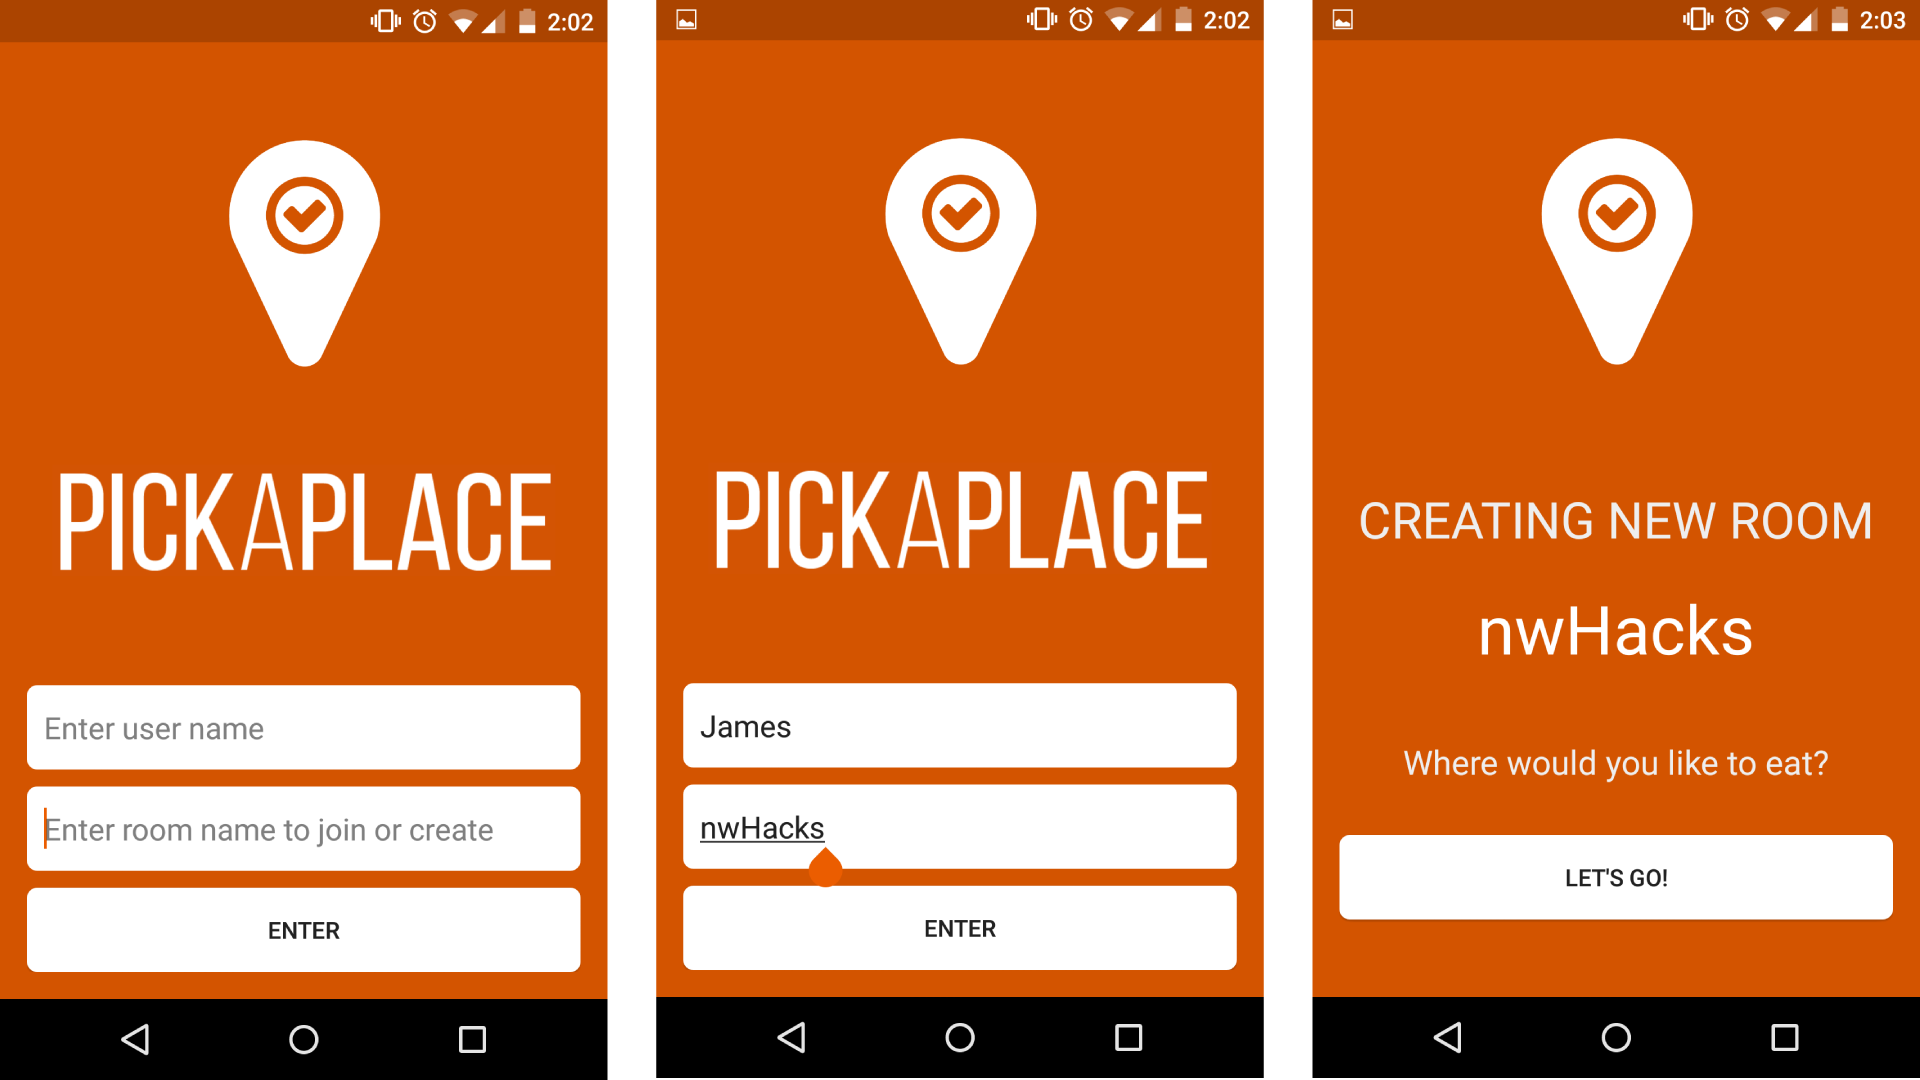 2:02
PICKAPLACE
Enter user name
Enter room name to join or create
ENTER
2:02
PICKAPLACE
James
nwHacks
ENTER
2:03
CREATING NEW ROOM
nwHacks
Where would you like to eat?
LET'S GO!